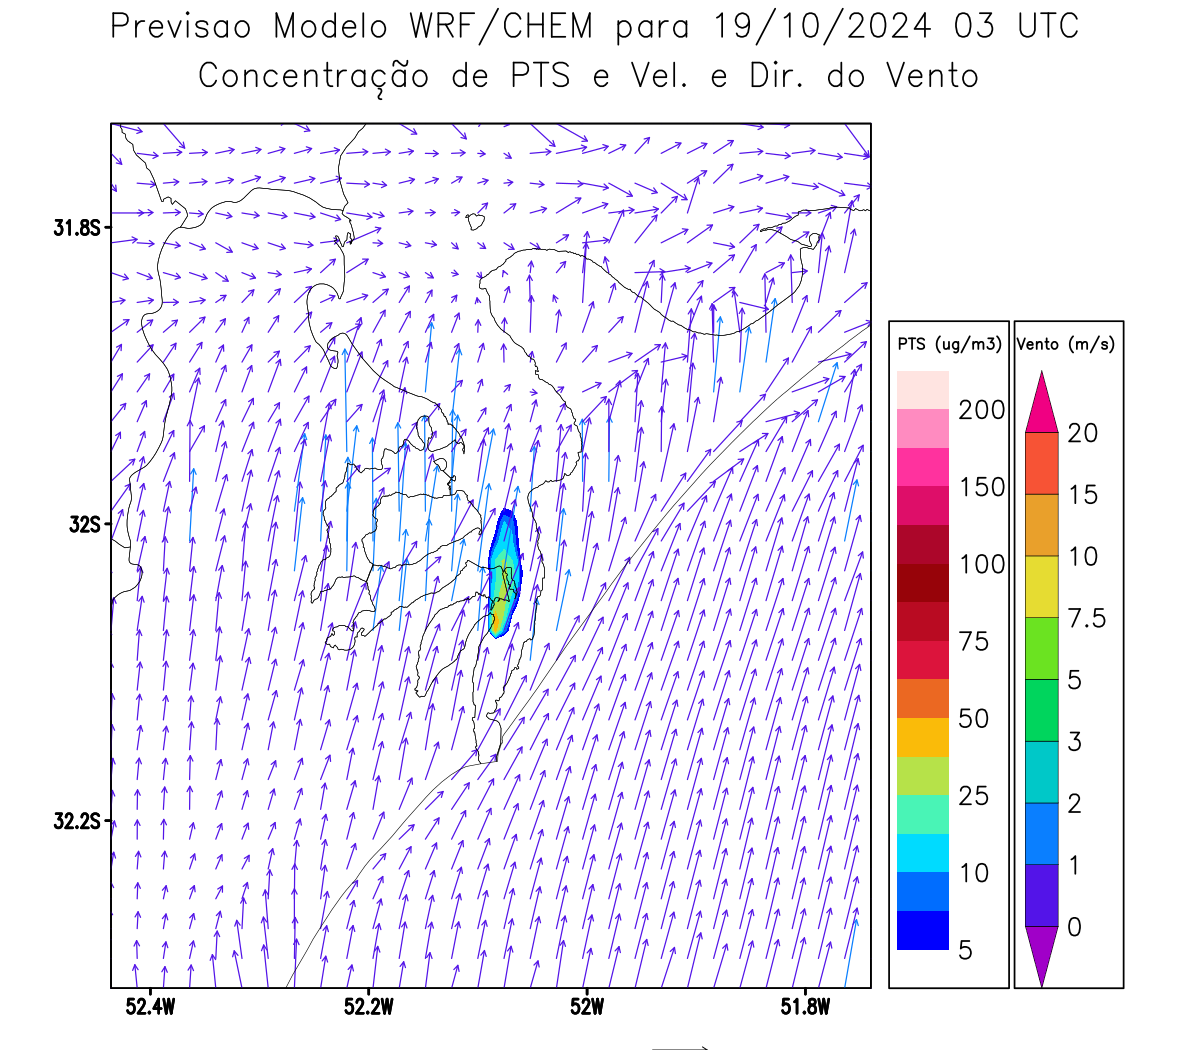 Previsao Modelo WRF/CHEM para 19/10/2024 03 UTC
Concentração de PTS e Vel. e Dir. do Vento
31.8S
32S
32.2S
52.4W 52.2W 52W 51.8W
PTS (ug/m3)
200
150
100
75
50
25
10
5
Vento (m/s)
20
15
10
7.5
5
3
2
1
0